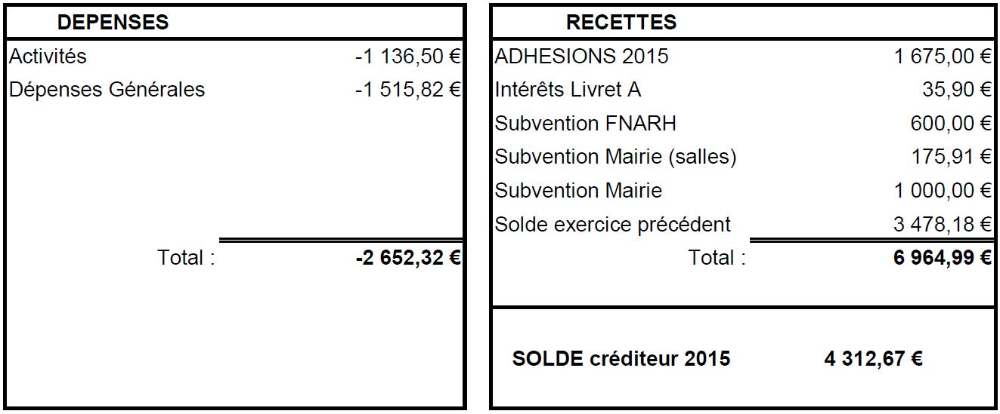 DEPENSES
Activités -1 136,50 €
Dépenses Générales -1 515,82 €
Total : -2 652,32 €
RECETTES
ADHESIONS 2015 1 675,00 €
Intérêts Livret A 35,90 €
Subvention FNARH 600,00 €
Subvention Mairie (salles) 175,91 €
Subvention Mairie 1 000,00 €
Solde exercice précédent 3 478,18 €
Total : 6 964,99 €
SOLDE créditeur 2015 4 312,67 €